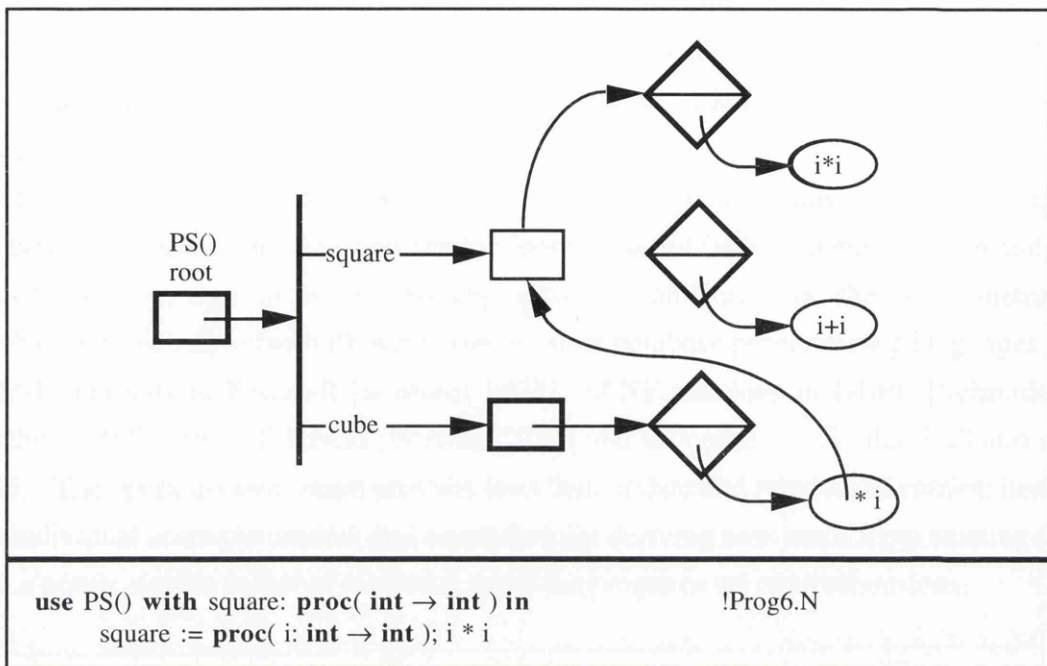 i*i
PS()
root
square
i+i
cube
* i
use PS() with square: proc( int → int ) in !Prog6.N
square := proc( i: int → int ); i * i